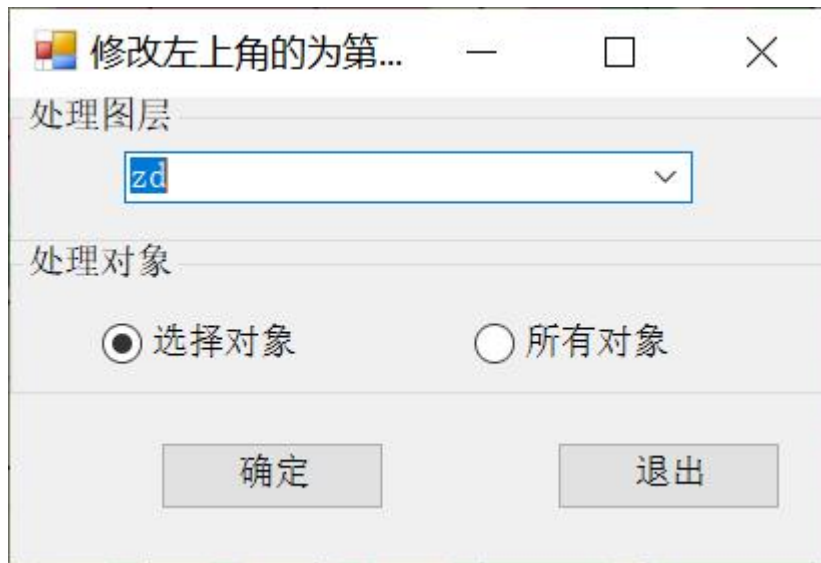 修改左上角的为第...
处理图层
zd
处理对象
选择对象 所有对象
确定 退出